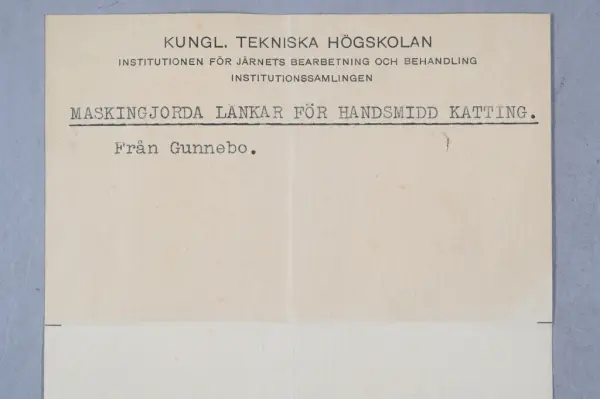 KUNGL. TEKNISKA HÖGSKOLAN
INSTITUTIONEN FÖR JÄRNETS BEARBETNING OCH BEHANDLING
INSTITUTIONSSAMLINGEN
MASKINGJORDA LÄNKAR FÖR HANDSMIDD KÄTTING.
Från Gunnebo.